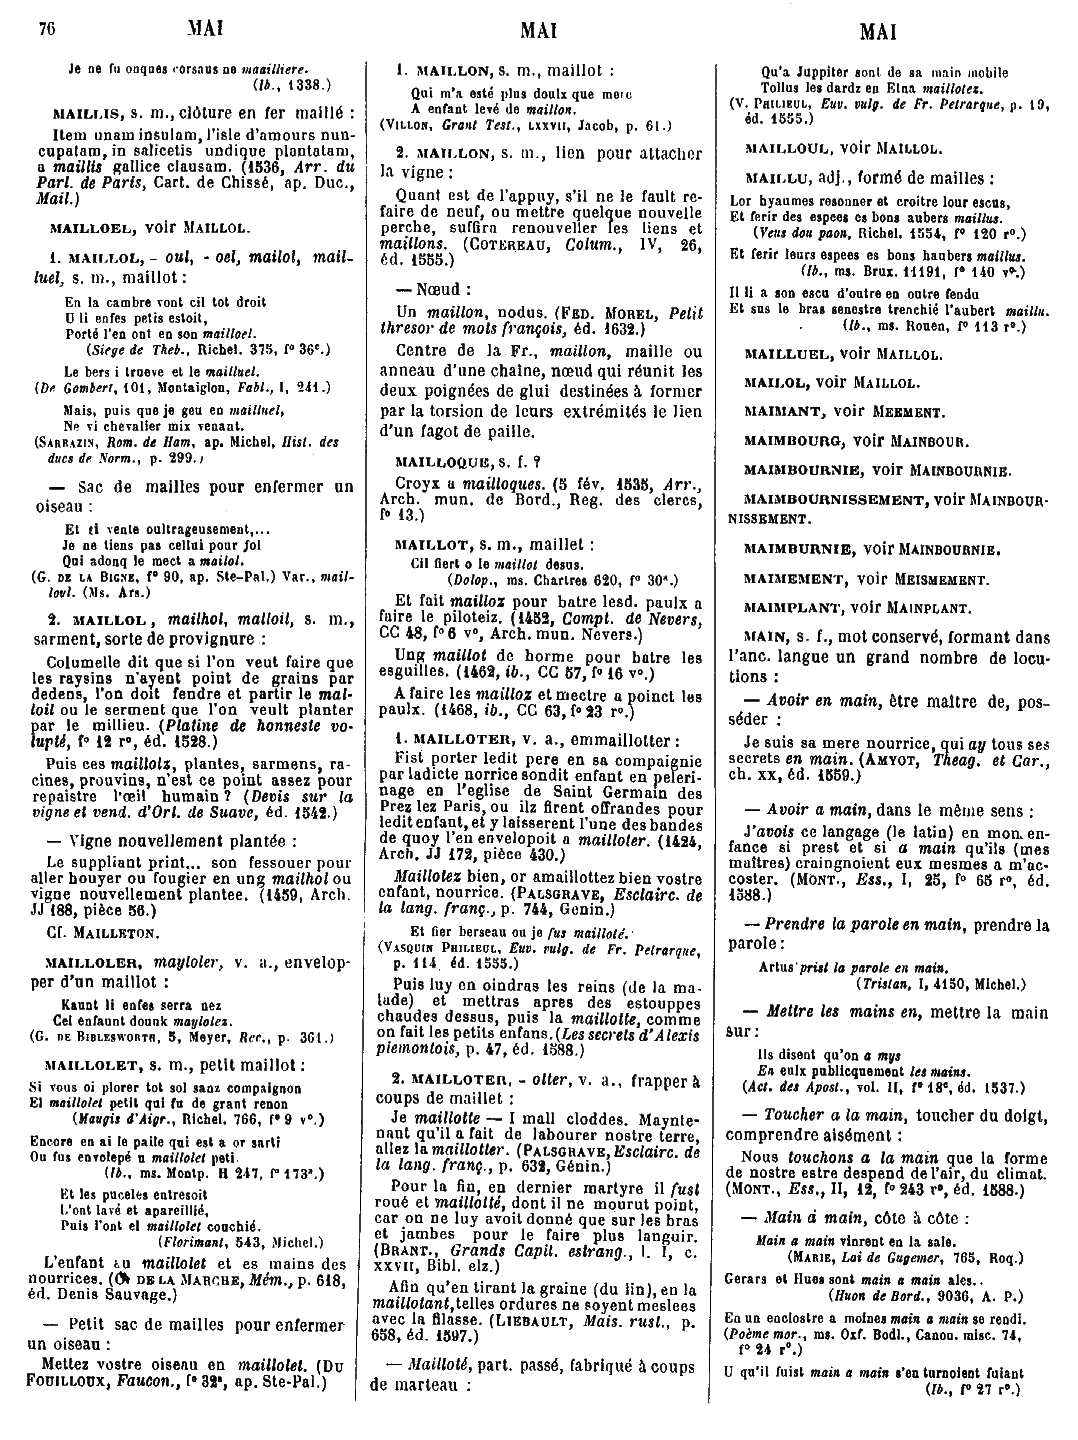 76 MAI MAI MAI
Je ne fu onques corsaus ne maailliere.
(Ib., 1338.)
MAILLIS, s. m., clôture en fer maillé :
Item unam insulam, l'isle d'amours nun-
cupatam, in salicetis undique plantatam,
a maillis gallice clausam. (1536, Arr. du
Parl. de Paris, Cart. de Chissé, ap. Duc.,
Mail.)
MAILLOEL, voir MAILLOL.
1. MAILLOL, - oul, - oel, mailol, mail-
luel, s. m., maillot :
En la cambre vont cil tot droit
U li enfes petis estoit,
Porté l'en ont en son mailloel.
(Siege de Theb., Richel. 375, f° 36ᶜ.)
Le bers i trueve et le mailluel.
(De Gombert, 101, Montaiglon, Fabl., I, 241.)
Mais, puis que je geu en mailluel,
Ne vi chevalier mix venant.
(SARRAZIN, Rom. de Ham, ap. Michel, Hist. des
ducs de Norm., p. 299.)
— Sac de mailles pour enfermer un
oiseau :
Et si vente oultrageusement,...
Je ne tiens pas cellui pour fol
Qui adonq le mect a mailol.
(G. DE LA BIGNE, f° 90, ap. Ste-Pal.) Var., mail-
lovl. (Ms. Ars.)
2. MAILLOL, mailhol, malloil, s. m.,
sarment, sorte de provignure :
Columelle dit que si l'on veut faire que
les raysins n'ayent point de grains par
dedens, l'on doit fendre et partir le mal-
loil ou le serment que l'on veult planter
par le millieu. (Platine de honneste vo-
lupté, f° 12 r°, éd. 1528.)
Puis ces maillolz, plantes, sarmens, ra-
cines, prouvins, n'est ce point assez pour
repaistre l'œil humain ? (Devis sur la
vigne et vend. d'Orl. de Suave, éd. 1542.)
— Vigne nouvellement plantée :
Le suppliant print... son fessouer pour
aller houyer ou fougier en ung mailhol ou
vigne nouvellement plantee. (1459, Arch.
JJ 188, pièce 56.)
Cf. MAILLETON.
MAILLOLER, mayloler, v. a., envelop-
per d'un maillot :
Kaunt li enfes serra nez
Cel enfaunt dounk maylolez.
(G. DE BIBLESWORTH, 5, Meyer, Rec., p. 361.)
MAILLOLET, s. m., petit maillot :
Si vous oi plorer tot sol sanz compaignon
El maillolet petit qui fu de grant renon
(Maugis d'Aigr., Richel. 766, f° 9 v°.)
Encore en ai le paile qui est a or sarti
Ou fus envolepé u maillolet peti.
(Ib., ms. Montp. H 247, f° 173ᵃ.)
Et les puceles entresoit
L'ont lavé et apareillié,
Puis l'ont el maillolet couchié.
(Florimant, 543, Michel.)
L'enfant au maillolet et es mains des
nourrices. (OL. DE LA MARCHE, Mém., p. 618,
éd. Denis Sauvage.)
— Petit sac de mailles pour enfermer
un oiseau :
Mettez vostre oiseau en maillolet. (DU
FOUILLOUX, Faucon., f° 32ᵃ, ap. Ste-Pal.)
1. MAILLON, s. m., maillot :
Qui m'a esté plus doulx que mere
A enfant levé de maillon.
(VILLON, Grant Test., LXXVII, Jacob, p. 61.)
2. MAILLON, s. m., lien pour attacher
la vigne :
Quant est de l'appuy, s'il ne le fault re-
faire de neuf, ou mettre quelque nouvelle
perche, suffira renouveller les liens et
maillons. (COTEREAU, Colum., IV, 26,
éd. 1555.)
— Nœud :
Un maillon, nodus. (FED. MOREL, Petit
thresor de mots françois, éd. 1632.)
Centre de la Fr., maillon, maille ou
anneau d'une chaine, nœud qui réunit les
deux poignées de glui destinées à former
par la torsion de leurs extrémités le lien
d'un fagot de paille.
MAILLOQUE, s. f. ?
Croyx a mailloques. (5 fév. 1535, Arr.,
Arch. mun. de Bord., Reg. des clercs,
f° 13.)
MAILLOT, s. m., maillet :
Cil fiert o le maillot desus.
(Dolop., ms. Chartres 620, f° 30ᵃ.)
Et fait mailloz pour batre lesd. paulx a
faire le piloteiz. (1452, Compt. de Nevers,
CC 48, f° 6 v°, Arch. mun. Nevers.)
Ung maillot de horme pour batre les
esguilles. (1462, ib., CC 57, f° 16 v°.)
A faire les mailloz et mectre a poinct les
paulx. (1468, ib., CC 63, f° 23 r°.)
1. MAILLOTER, v. a., emmaillotter :
Fist porter ledit pere en sa compaignie
par ladicte norrice sondit enfant en peleri-
nage en l'eglise de Saint Germain des
Prez lez Paris, ou ilz firent offrandes pour
ledit enfant, et y laisserent l'une des bandes
de quoy l'en envelopoit a mailloter. (1424,
Arch. JJ 172, pièce 430.)
Maillotez bien, or amaillottez bien vostre
enfant, nourrice. (PALSGRAVE, Esclairc. de
la lang. franç., p. 744, Genin.)
Et fier berseau ou je fus mailloté.
(VASQUIN PHILIEUL, Euv. vulg. de Fr. Petrarque,
p. 114, éd. 1555.)
Puis luy en oindras les reins (de la ma-
lade) et mettras apres des estouppes
chaudes dessus, puis la maillotte, comme
on fait les petits enfans. (Les secrets d'Alexis
piemontois, p. 47, éd. 1588.)
2. MAILLOTER, - otter, v. a., frapper à
coups de maillet :
Je maillotte — I mall cloddes. Maynte-
nant qu'il a fait de labourer nostre terre,
allez la maillotter. (PALSGRAVE, Esclairc. de
la lang. franç., p. 632, Génin.)
Pour la fin, en dernier martyre il fust
roué et maillotté, dont il ne mourut point,
car on ne luy avoit donné que sur les bras
et jambes pour le faire plus languir.
(BRANT., Grands Capit. estrang., l. I, c.
XXVII, Bibl. elz.)
Afin qu'en tirant la graine (du lin), en la
maillotant, telles ordures ne soyent meslees
avec la filasse. (LIEBAULT, Mais. rust., p.
658, éd. 1597.)
— Mailloté, part. passé, fabriqué à coups
de marteau :
Qu'a Juppiter sont de sa main mobile
Tollus les dardz en Etna maillotez.
(V. PHILIEUL, Euv. vulg. de Fr. Petrarque, p. 19,
éd. 1555.)
MAILLOUL, voir MAILLOL.
MAILLU, adj., formé de mailles :
Lor hyaumes resonner et croitre lour escus,
Et ferir des espees es bons aubers maillus.
(Veus dou paon, Richel. 1554, f° 120 r°.)
Et ferir leurs espees es bons haubers maillus.
(Ib., ms. Brux. 11191, f° 140 v°.)
Il li a son escu d'outre en outre fendu
Et sus le bras senestre trenchié l'aubert maillu.
(Ib., ms. Rouen, f° 113 r°.)
MAILLUEL, voir MAILLOL.
MAILOL, voir MAILLOL.
MAIMANT, voir MEEMENT.
MAIMBOURG, voir MAINBOUR.
MAIMBOURNIE, voir MAINBOURNIE.
MAIMBOURNISSEMENT, voir MAINBOUR-
NISSEMENT.
MAIMBURNIE, voir MAINBOURNIE.
MAIMEMENT, voir MEISMEMENT.
MAIMPLANT, voir MAINPLANT.
MAIN, s. f., mot conservé, formant dans
l'anc. langue un grand nombre de locu-
tions :
— Avoir en main, être maître de, pos-
séder :
Je suis sa mere nourrice, qui ay tous ses
secrets en main. (AMYOT, Theag. et Car.,
ch. XX, éd. 1559.)
— Avoir a main, dans le même sens :
J'avois ce langage (le latin) en mon en-
fance si prest et si a main qu'ils (mes
maîtres) craingnoient eux mesmes a m'ac-
coster. (MONT., Ess., I, 25, f° 65 r°, éd.
1588.)
— Prendre la parole en main, prendre la
parole :
Artus prist la parole en main.
(Tristan, I, 4150, Michel.)
— Mettre les mains en, mettre la main
sur :
Ils disent qu'on a mys
En eulx publicquement les mains.
(Act. des Apost., vol. II, f° 18ᶜ, éd. 1537.)
— Toucher a la main, toucher du doigt,
comprendre aisément :
Nous touchons a la main que la forme
de nostre estre despend de l'air, du climat.
(MONT., Ess., II, 12, f° 243 r°, éd. 1588.)
— Main à main, côte à côte :
Main a main vinrent en la sale.
(MARIE, Lai de Gugemer, 765, Roq.)
Gerars et Hues sont main a main ales..
(Huon de Bord., 9036, A. P.)
En un enclostre a moines main a main se rendi.
(Poème mor., ms. Oxf. Bodl., Canon. misc. 74,
f° 24 r°.)
U qu'il fuist main a main s'en turnoient fuiant
(Ib., f° 27 r°.)